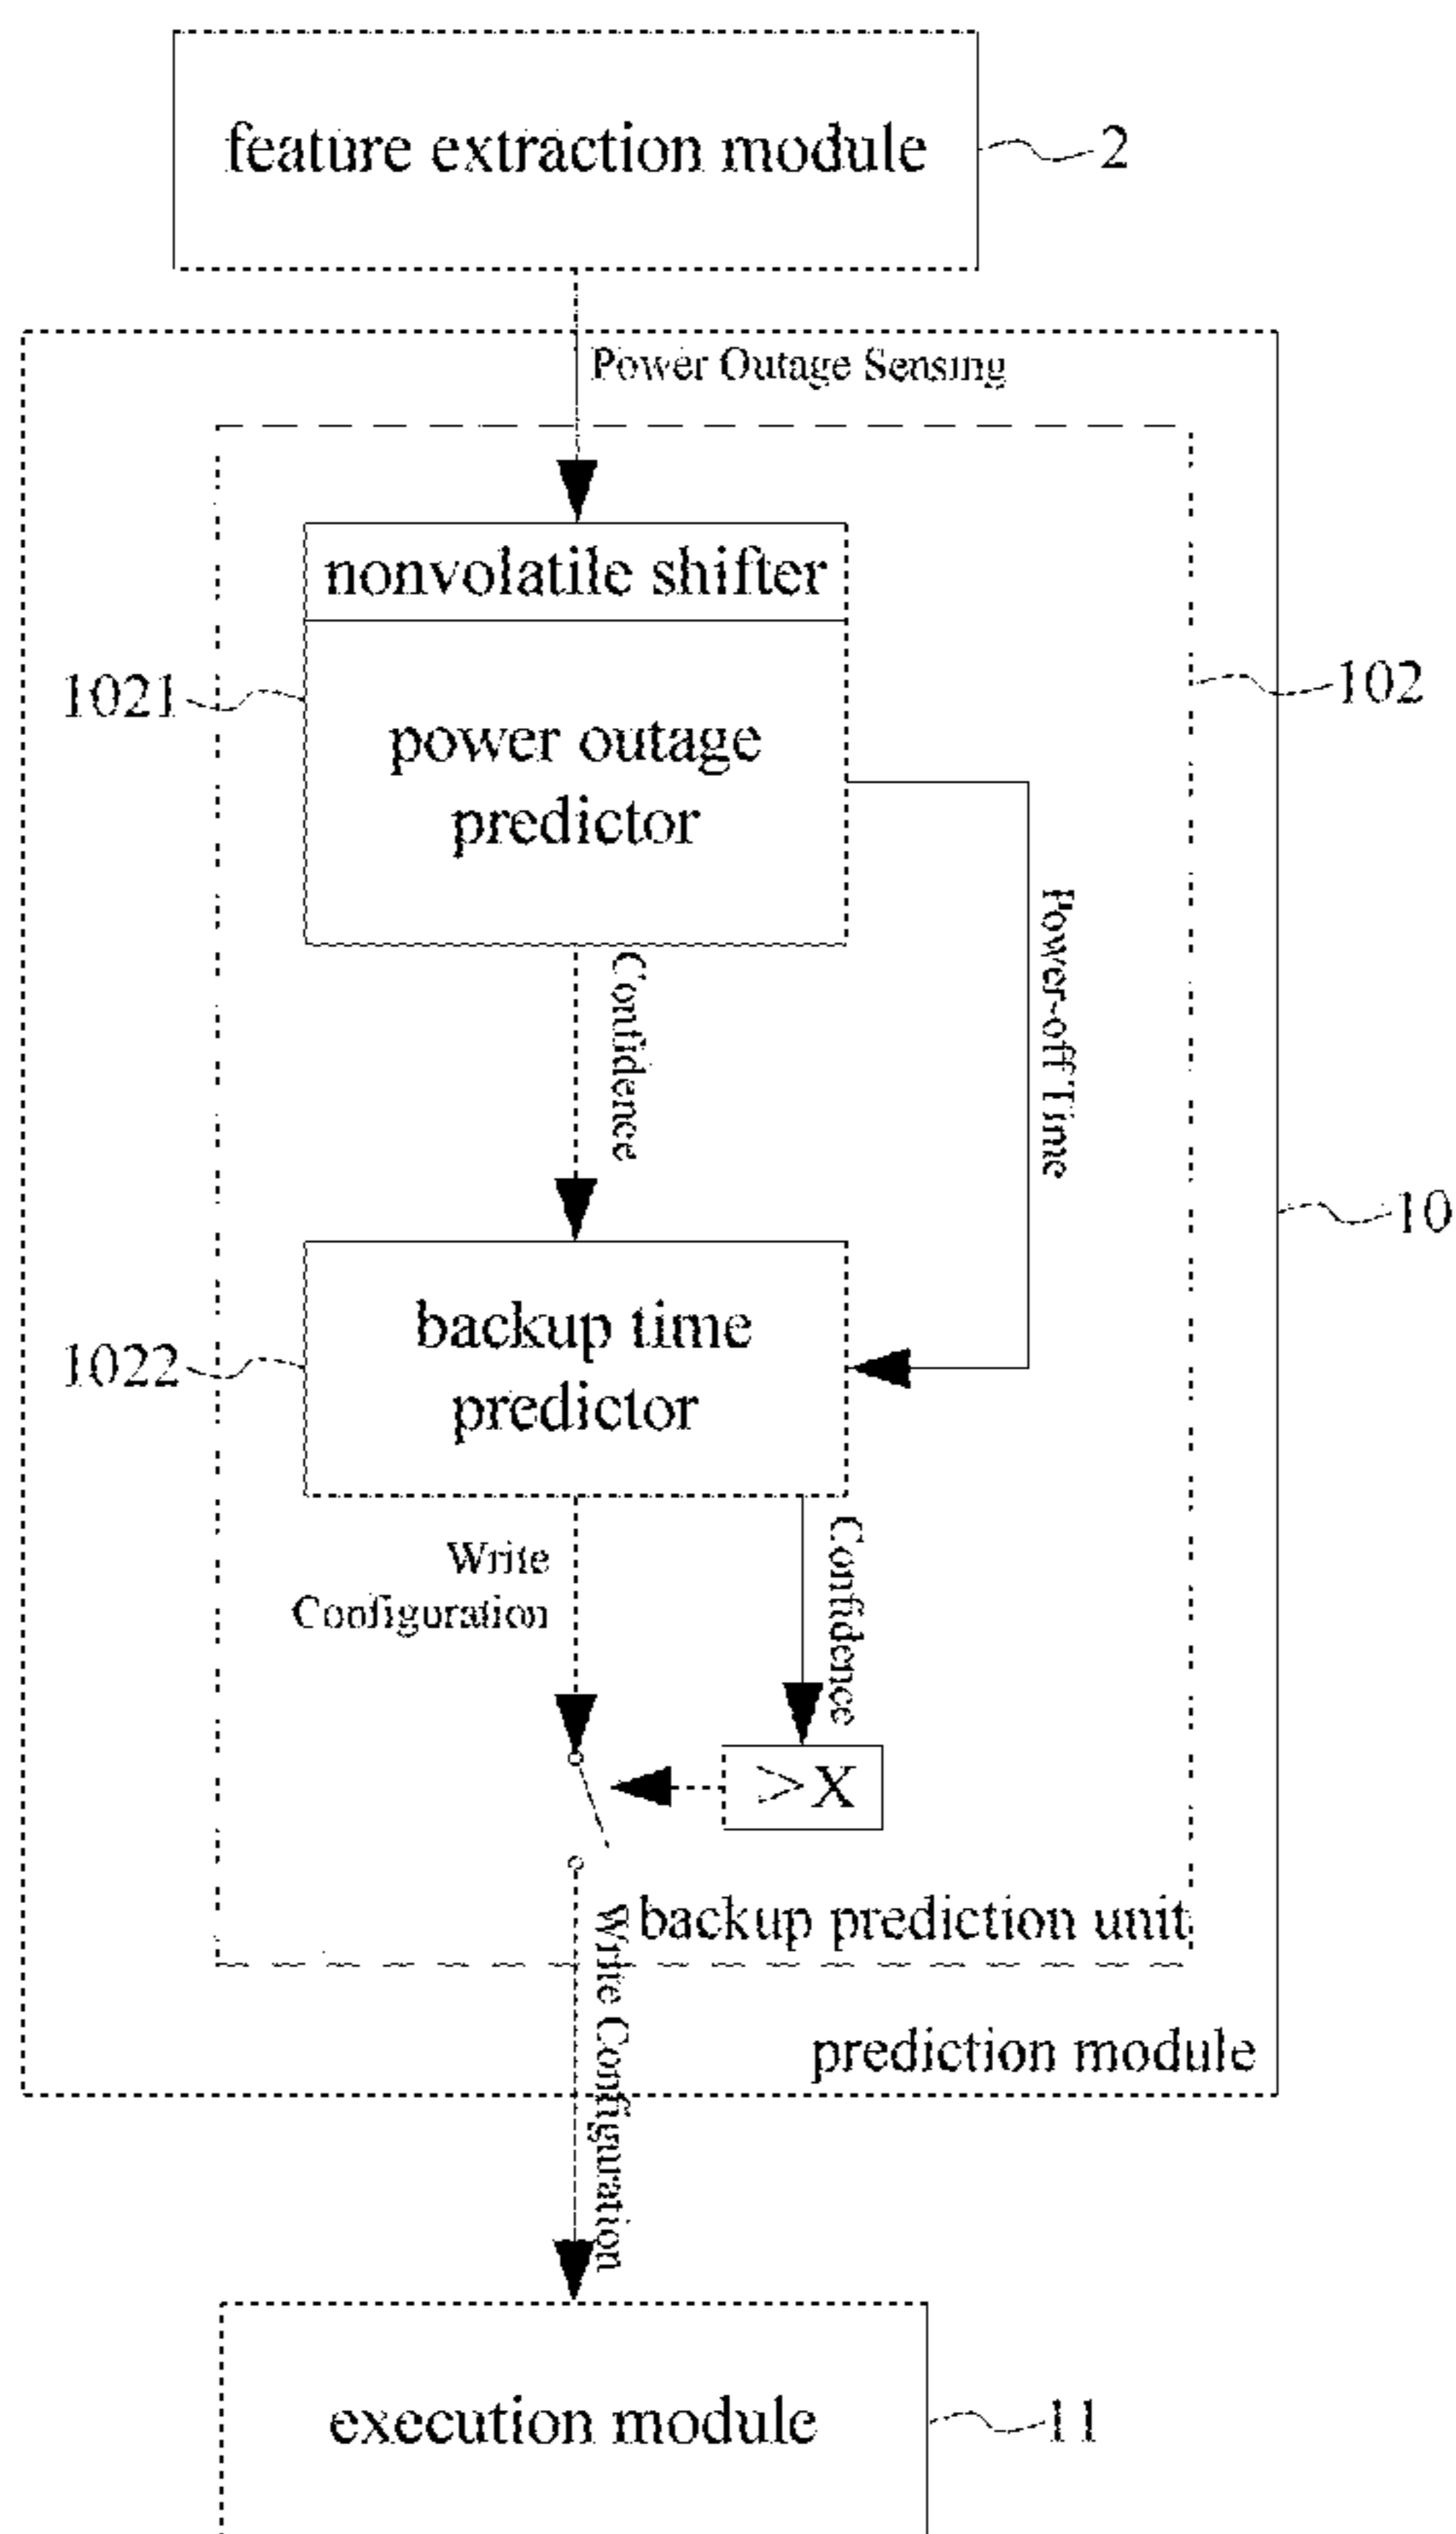 feature extraction module
2
Power Outage Sensing
nonvolatile shifter
1021
power outage
predictor
102
Power-off Time
Confidence
10
backup time
predictor
1022
Write
Configuration
Confidence
>X
backup prediction unit
Write Configuration
prediction module
execution module
11